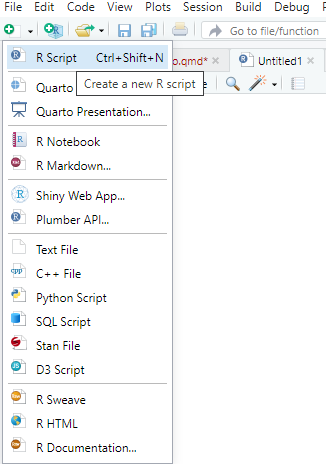 File Edit Code View Plots Session Build Debug
Go to file/function
R Script Ctrl+Shift+N
o.qmd* Untitled1
Create a new R script
Quarto
Quarto Presentation...
R Notebook
R Markdown...
Shiny Web App...
Plumber API...
Text File
C++ File
Python Script
SQL Script
Stan File
D3 Script
R Sweave
R HTML
R Documentation...